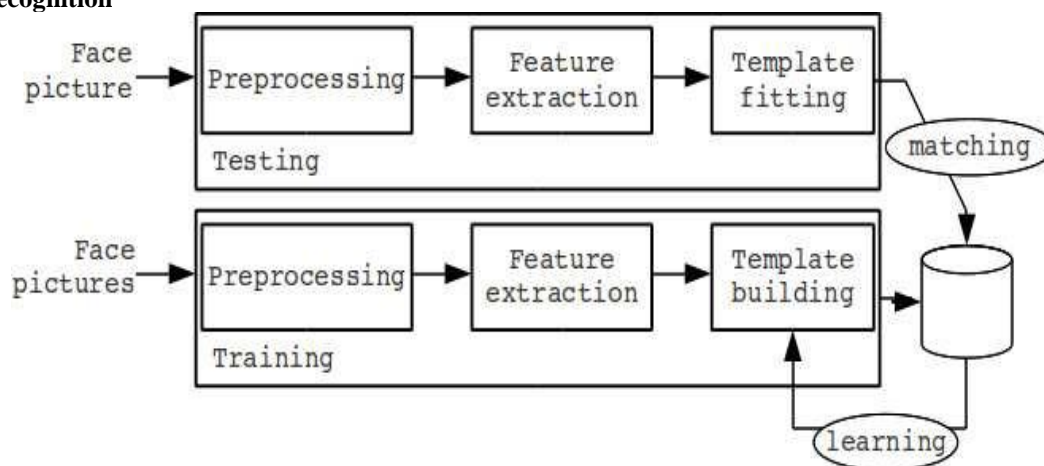 ecognition
Face
picture
Preprocessing
Feature
extraction
Template
fitting
Testing
matching
Face
pictures
Preprocessing
Feature
extraction
Template
building
Training
learning